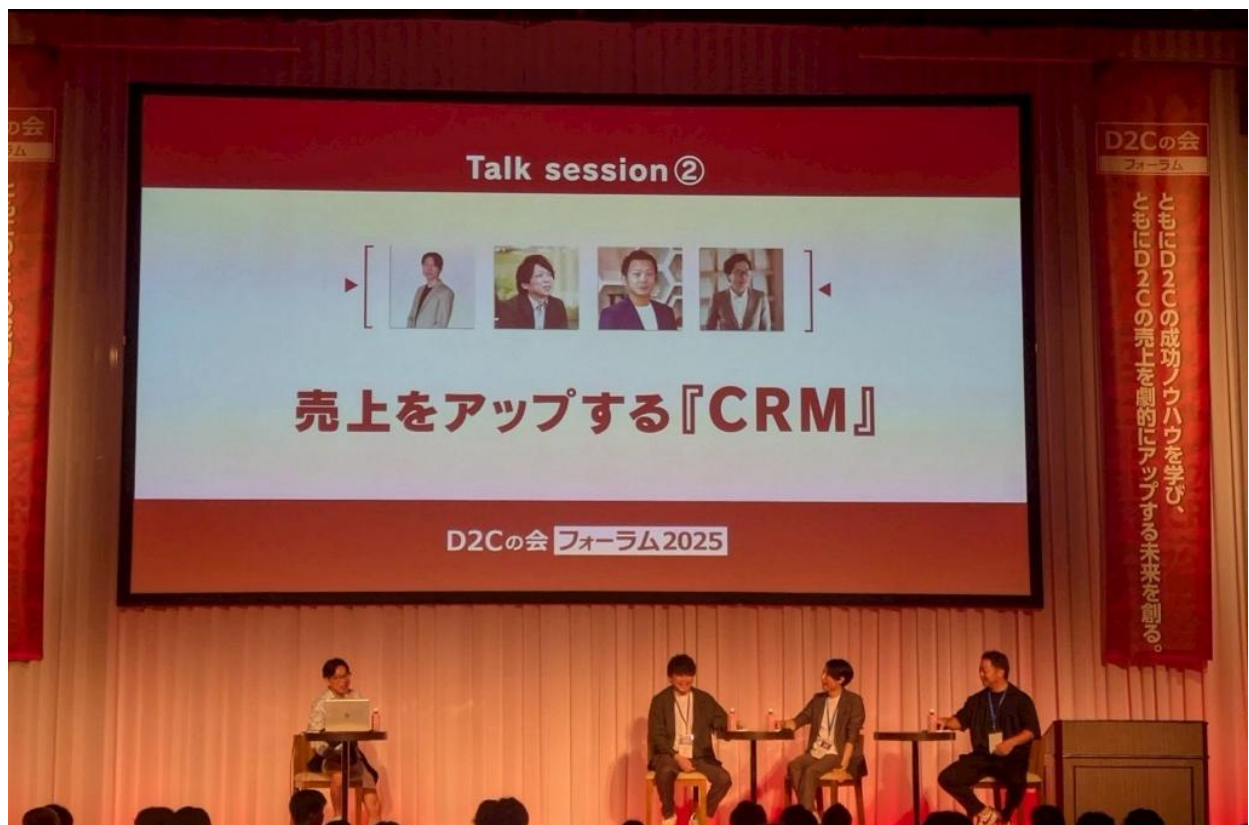 Talk session②
売上をアップする『CRM』
D2Cの会 フォーラム2025
D2Cの会
フォーラム
ともにD2Cの成功ノウハウを学び、
ともにD2Cの売上を劇的にアップする未来を創る。
の会
ラム